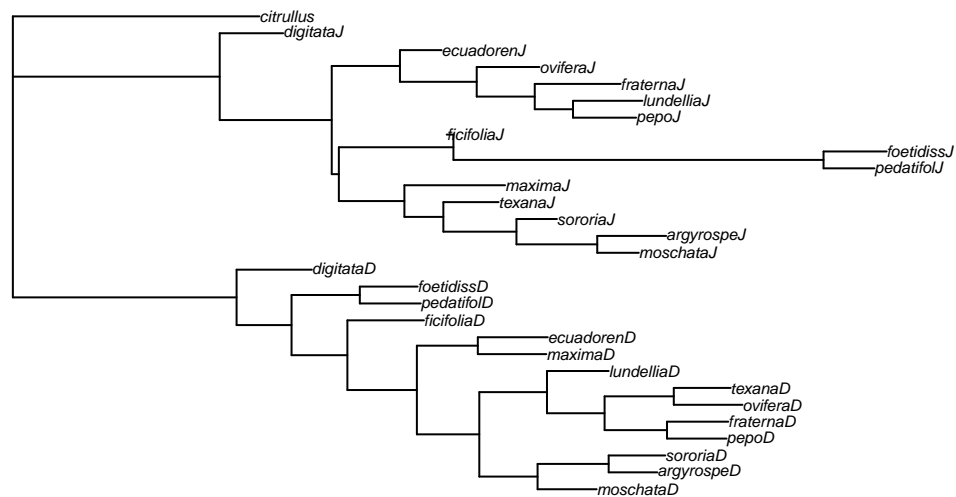 citrullus
digitataJ
ecuadorenJ
oviferaJ
fraternaJ
lundelliaJ
pepoJ
ficifoliaJ
foetidissJ
pedatifolJ
maximaJ
texanaJ
sororiaJ
argyrospeJ
moschataJ
digitataD
foetidissD
pedatifolD
ficifoliaD
ecuadorenD
maximaD
lundelliaD
texanaD
oviferaD
fraternaD
pepoD
sororiaD
argyrospeD
moschataD